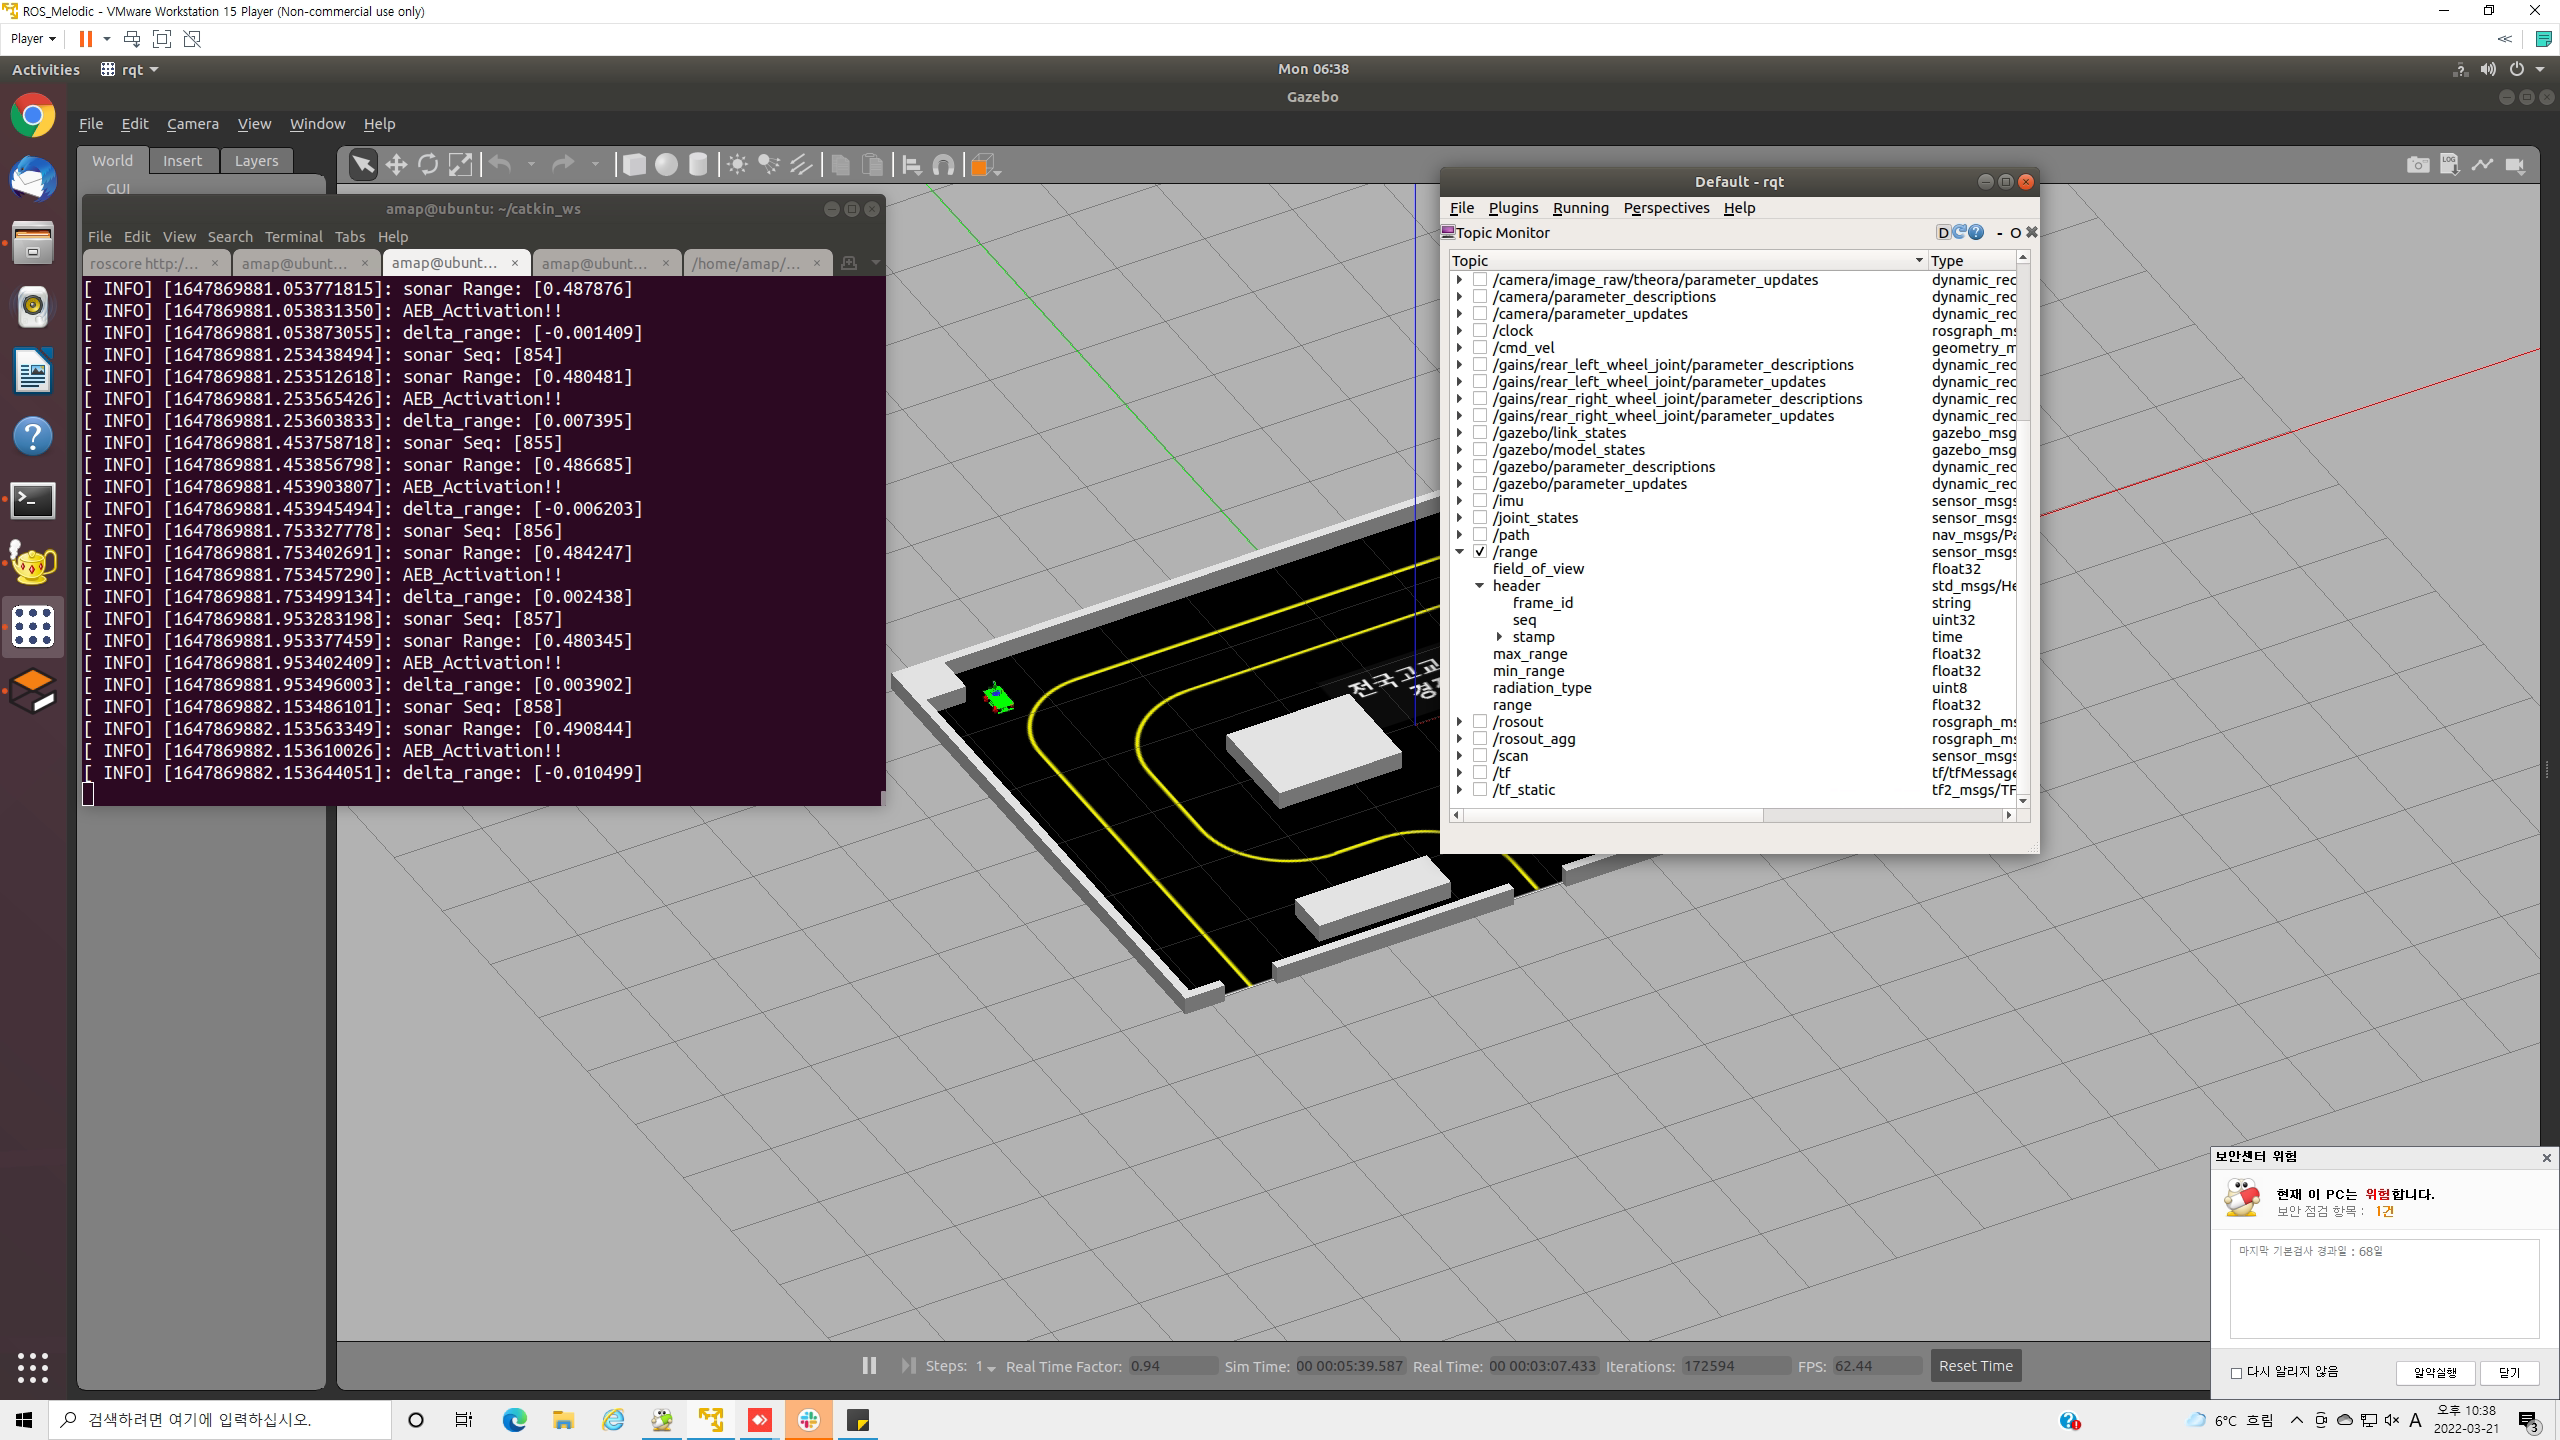 ROS_Melodic - VMware Workstation 15 Player (Non-commercial use only)
Player
Activities
rqt
Mon 06:38
Gazebo
File Edit Camera View Window Help
World Insert Layers
GUI
LOG
amap@ubuntu: ~/catkin_ws
File Edit View Search Terminal Tabs Help
roscore http:/... × amap@ubunt... × amap@ubunt... × amap@ubunt... × /home/amap/... ×
[ INFO] [1647869881.053771815]: sonar Range: [0.487876]
[ INFO] [1647869881.053831350]: AEB_Activation!!
[ INFO] [1647869881.053873055]: delta_range: [-0.001409]
[ INFO] [1647869881.253438494]: sonar Seq: [854]
[ INFO] [1647869881.253512618]: sonar Range: [0.480481]
[ INFO] [1647869881.253565426]: AEB_Activation!!
[ INFO] [1647869881.253603833]: delta_range: [0.007395]
[ INFO] [1647869881.453758718]: sonar Seq: [855]
[ INFO] [1647869881.453856798]: sonar Range: [0.486685]
[ INFO] [1647869881.453903807]: AEB_Activation!!
[ INFO] [1647869881.453945494]: delta_range: [-0.006203]
[ INFO] [1647869881.753327778]: sonar Seq: [856]
[ INFO] [1647869881.753402691]: sonar Range: [0.484247]
[ INFO] [1647869881.753457290]: AEB_Activation!!
[ INFO] [1647869881.753499134]: delta_range: [0.002438]
[ INFO] [1647869881.953283198]: sonar Seq: [857]
[ INFO] [1647869881.953377459]: sonar Range: [0.480345]
[ INFO] [1647869881.953402409]: AEB_Activation!!
[ INFO] [1647869881.953496003]: delta_range: [0.003902]
[ INFO] [1647869882.153486101]: sonar Seq: [858]
[ INFO] [1647869882.153563349]: sonar Range: [0.490844]
[ INFO] [1647869882.153610026]: AEB_Activation!!
[ INFO] [1647869882.153644051]: delta_range: [-0.010499]
Default - rqt
File Plugins Running Perspectives Help
Topic Monitor
D
- O
Topic Type
/camera/image_raw/theora/parameter_updates dynamic_rec
/camera/parameter_descriptions dynamic_rec
/camera/parameter_updates dynamic_rec
/clock rosgraph_ms
/cmd_vel geometry_m
/gains/rear_left_wheel_joint/parameter_descriptions dynamic_rec
/gains/rear_left_wheel_joint/parameter_updates dynamic_rec
/gains/rear_right_wheel_joint/parameter_descriptions dynamic_rec
/gains/rear_right_wheel_joint/parameter_updates dynamic_rec
/gazebo/link_states gazebo_msg
/gazebo/model_states gazebo_msg
/gazebo/parameter_descriptions dynamic_rec
/gazebo/parameter_updates dynamic_rec
/imu sensor_msgs
/joint_states sensor_msgs
/path nav_msgs/Pa
/range sensor_msgs
field_of_view float32
header std_msgs/He
frame_id string
seq uint32
stamp time
max_range float32
min_range float32
radiation_type uint8
range float32
/rosout rosgraph_ms
/rosout_agg rosgraph_ms
/scan sensor_msgs
/tf tf/tfMessage
/tf_static tf2_msgs/TF
전국고교
경
Steps: 1 Real Time Factor: 0.94 Sim Time: 00 00:05:39.587 Real Time: 00 00:03:07.433 Iterations: 172594 FPS: 62.44 Reset Time
보안센터 위험
현재 이 PC는 위험합니다.
보안 점검 항목 : 1건
마지막 기본검사 경과일 : 68일
다시 알리지 않음
알약실행
닫기
검색하려면 여기에 입력하십시오.
6°C 흐림
A
오후 10:38
2022-03-21
3